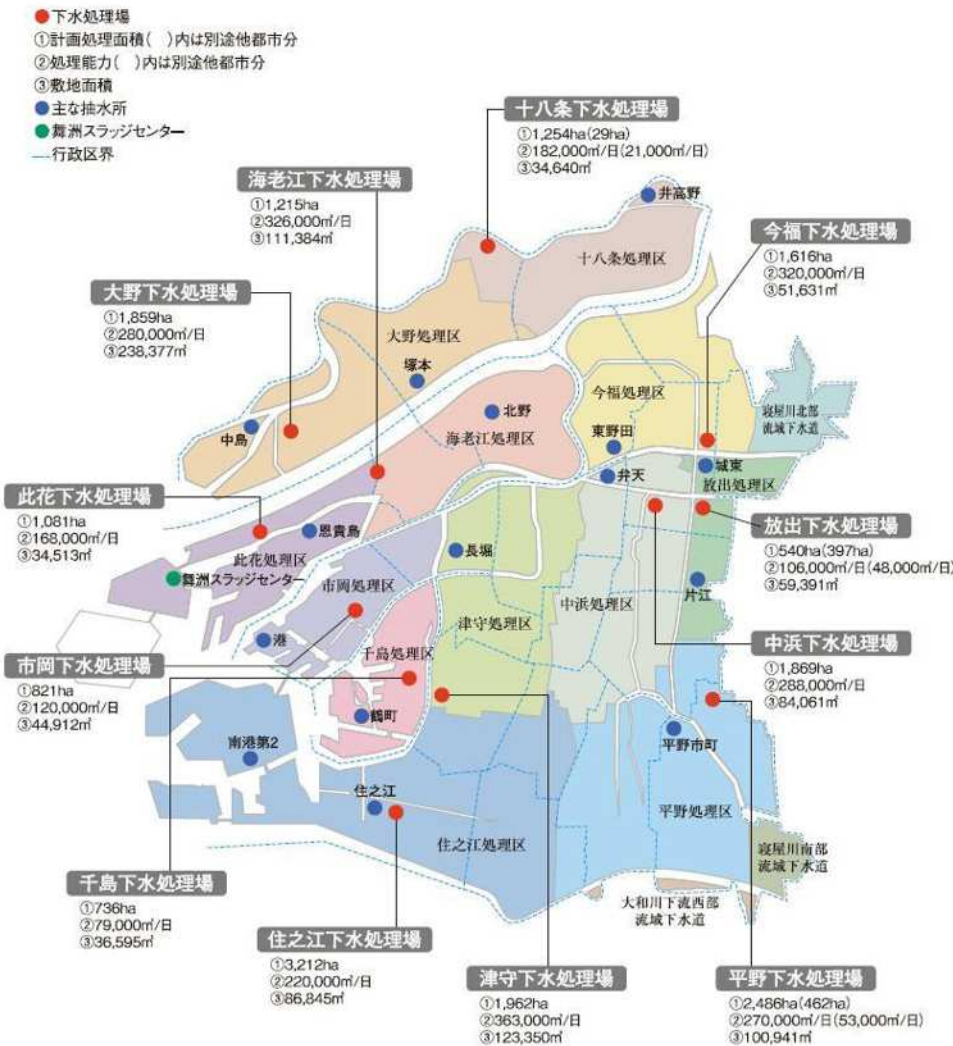 下水処理場
①計画処理面積(　)内は別途他都市分
②処理能力(　)内は別途他都市分
③敷地面積
主な抽水所
舞洲スラッジセンター
行政区界
十八条下水処理場
①1,254ha(29ha)
②182,000㎥/日(21,000㎥/日)
③34,640㎡
海老江下水処理場
①1,215ha
②326,000㎥/日
③111,384㎡
井高野
今福下水処理場
①1,616ha
②320,000㎥/日
③51,631㎡
十八条処理区
大野下水処理場
①1,859ha
②280,000㎥/日
③238,377㎡
大野処理区
塚本
今福処理区
寝屋川北部
流域下水道
北野
中島
海老江処理区
東野田
城東
弁天
放出処理区
此花下水処理場
①1,081ha
②168,000㎥/日
③34,513㎡
恩貴島
此花処理区
舞洲スラッジセンター
市岡処理区
長堀
放出下水処理場
①540ha(397ha)
②106,000㎥/日(48,000㎥/日)
③59,391㎡
片江
中浜処理区
津守処理区
港
千島処理区
中浜下水処理場
①1,869ha
②288,000㎥/日
③84,061㎡
市岡下水処理場
①821ha
②120,000㎥/日
③44,912㎡
鶴町
南港第2
平野市町
住之江
平野処理区
住之江処理区
寝屋川南部
流域下水道
千島下水処理場
①736ha
②79,000㎥/日
③36,595㎡
大和川下流西部
流域下水道
住之江下水処理場
①3,212ha
②220,000㎥/日
③86,845㎡
津守下水処理場
①1,962ha
②363,000㎥/日
③123,350㎡
平野下水処理場
①2,486ha(462ha)
②270,000㎥/日(53,000㎥/日)
③100,941㎡